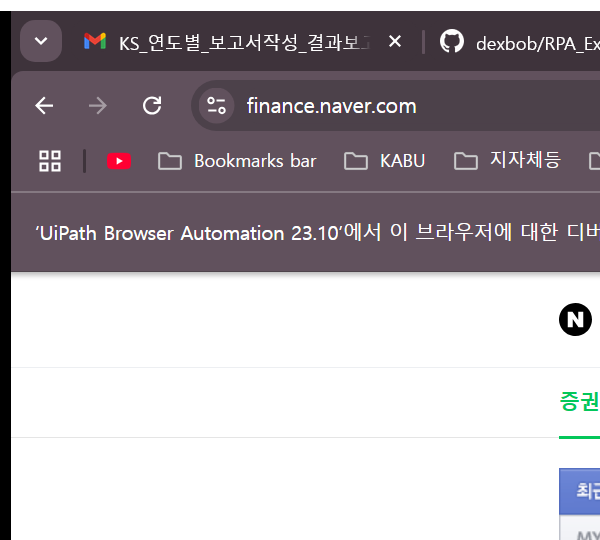 KS_연도별_보고서작성_결과보고
dexbob/RPA_Ex
finance.naver.com
Bookmarks bar KABU 지자체등
'UiPath Browser Automation 23.10'에서 이 브라우저에 대한 디버
N
증권
최근
MY